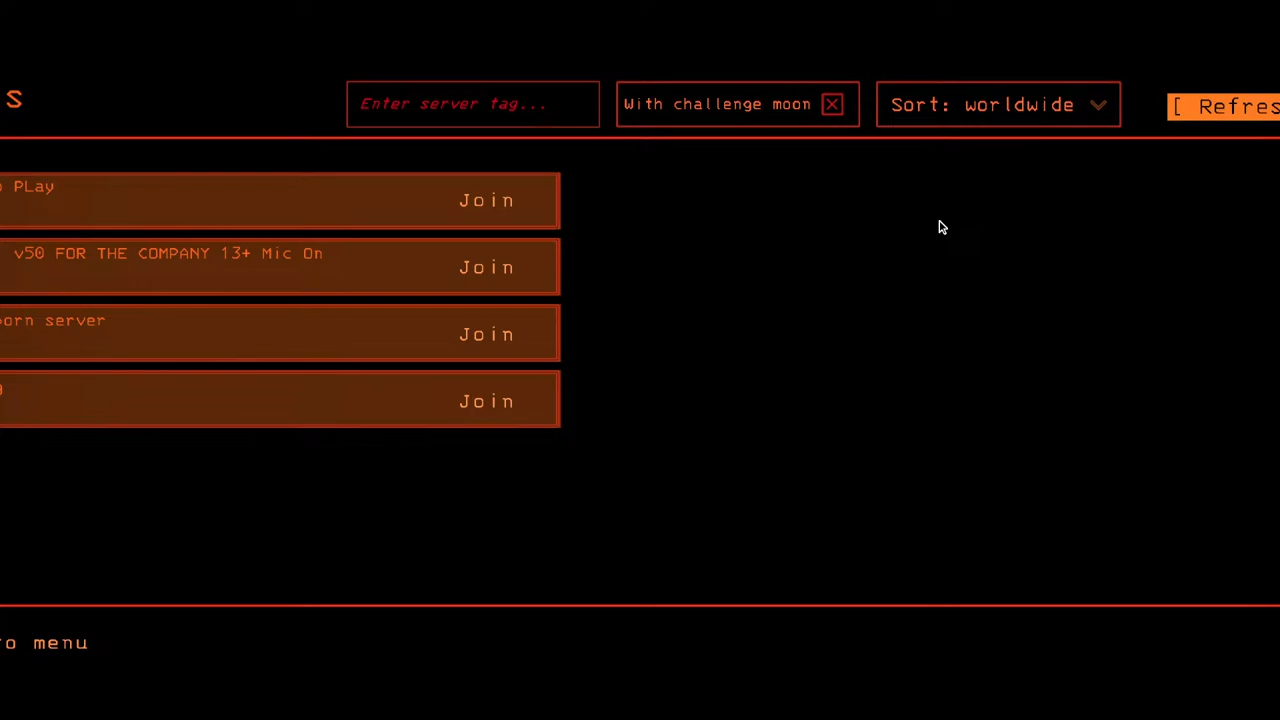 S
Enter server tag...
With challenge moon
Sort: worldwide
[ Refres
PLay
Join
v50 FOR THE COMPANY 13+ Mic On
Join
orn server
Join
Join
o menu